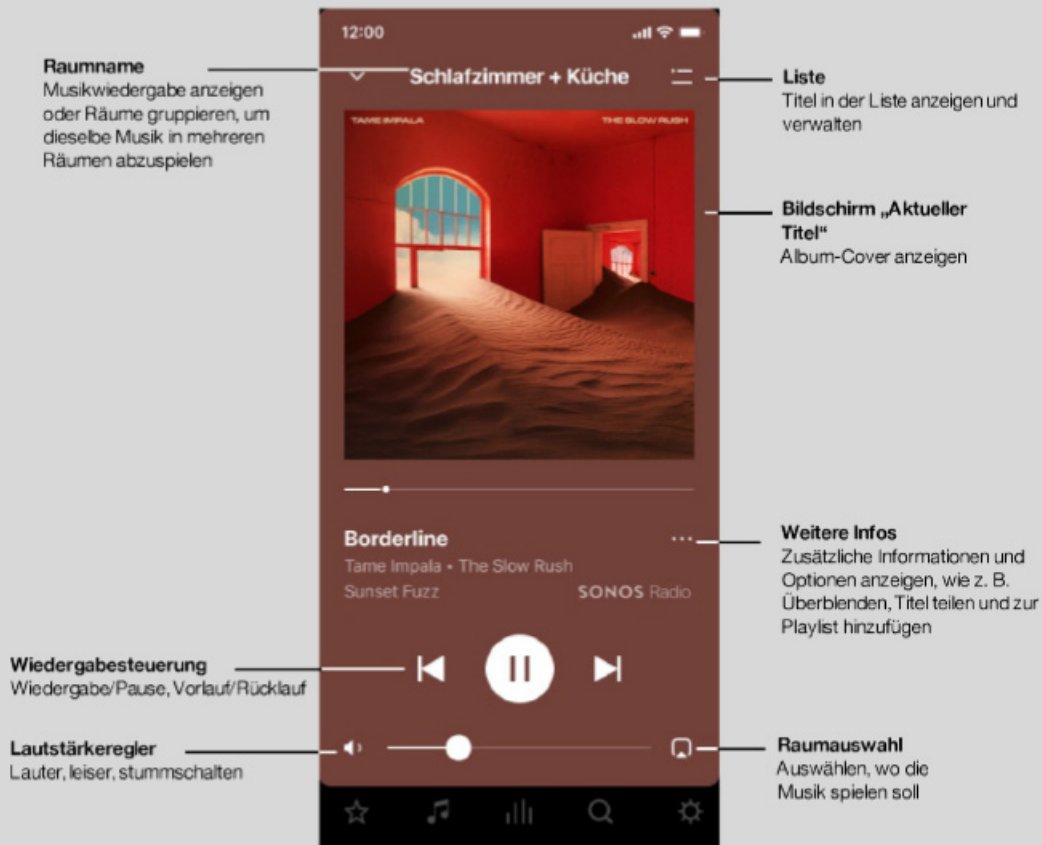 12:00
Raumname
Musikwiedergabe anzeigen
oder Räume gruppieren, um
dieselbe Musik in mehreren
Räumen abzuspielen
Schlafzimmer + Küche
Liste
Titel in der Liste anzeigen und
verwalten
TAME IMPALA
THE SLOW RUSH
Bildschirm „Aktueller
Titel“
Album-Cover anzeigen
Borderline
Tame Impala • The Slow Rush
Sunset Fuzz
SONOS Radio
Weitere Infos
Zusätzliche Informationen und
Optionen anzeigen, wie z. B.
Überblenden, Titel teilen und zur
Playlist hinzufügen
Wiedergabesteuerung
Wiedergabe/Pause, Vorlauf/Rücklauf
Lautstärkeregler
Lauter, leiser, stummschalten
Raumauswahl
Auswählen, wo die
Musik spielen soll